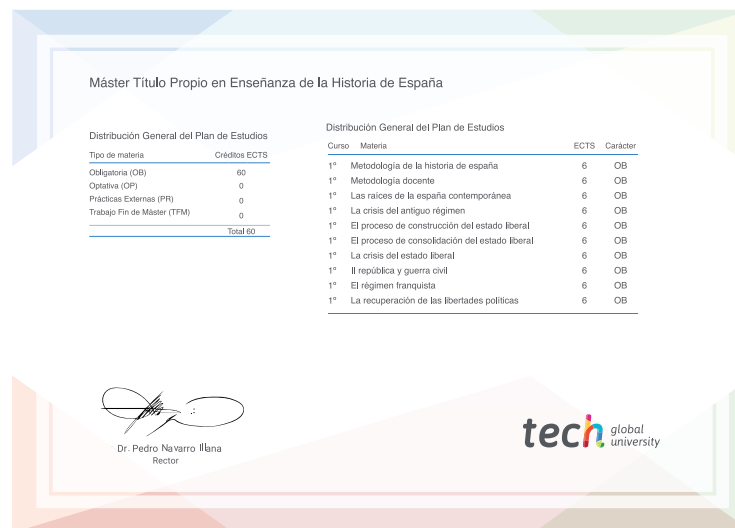 Máster Título Propio en Enseñanza de la Historia de España
Distribución General del Plan de Estudios
Tipo de materia Créditos ECTS
Obligatoria (OB) 60
Optativa (OP) 0
Prácticas Externas (PR) 0
Trabajo Fin de Máster (TFM) 0
Total 60
Distribución General del Plan de Estudios
Curso Materia ECTS Carácter
1º Metodología de la historia de españa 6 OB
1º Metodología docente 6 OB
1º Las raíces de la españa contemporánea 6 OB
1º La crisis del antiguo régimen 6 OB
1º El proceso de construcción del estado liberal 6 OB
1º El proceso de consolidación del estado liberal 6 OB
1º La crisis del estado liberal 6 OB
1º II república y guerra civil 6 OB
1º El régimen franquista 6 OB
1º La recuperación de las libertades políticas 6 OB
Dr. Pedro Navarro Illana
Rector
tech global
university